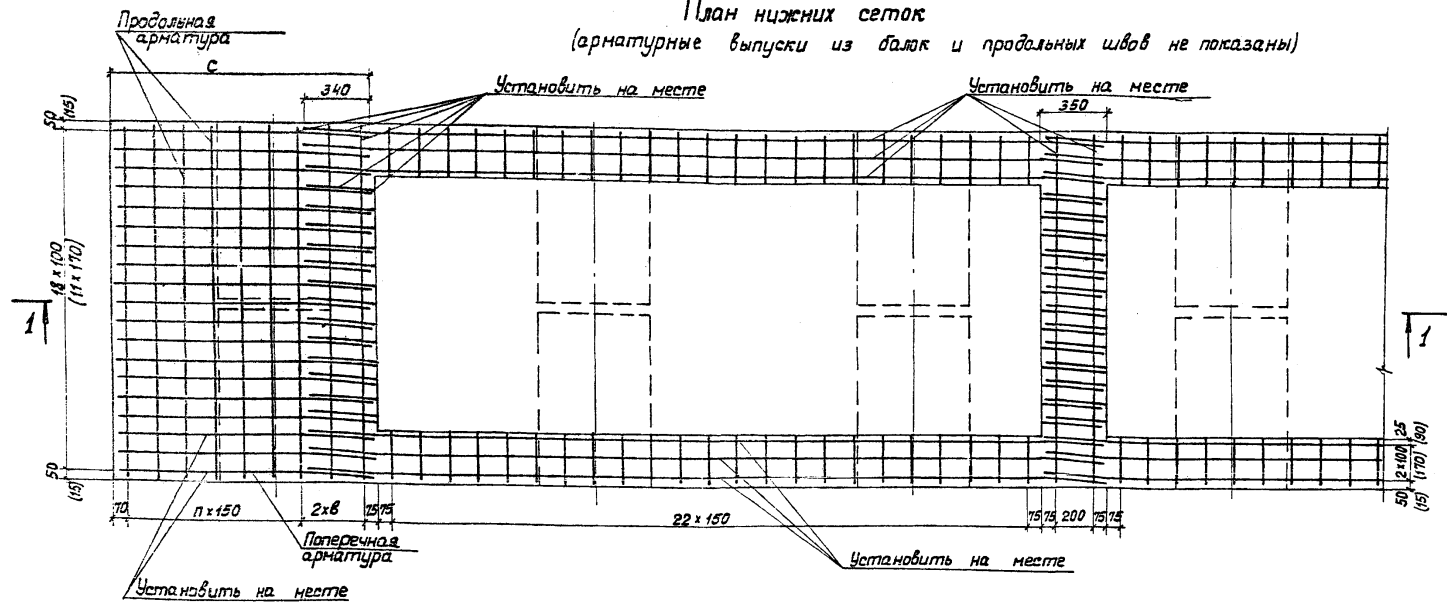 План нижних сеток
(арматурные выпуски из балок и продольных швов не показаны)
Продольная
арматура
С
340
Установить на месте
Установить на месте
350
50
(15)
18×100
(11×170)
1
1
50
(15)
25
(90)
2×100
(170)
50
(15)
70
п×150
2×в
75
75
22×150
75
75
200
75
75
Поперечная
арматура
Установить на месте
Установить на месте